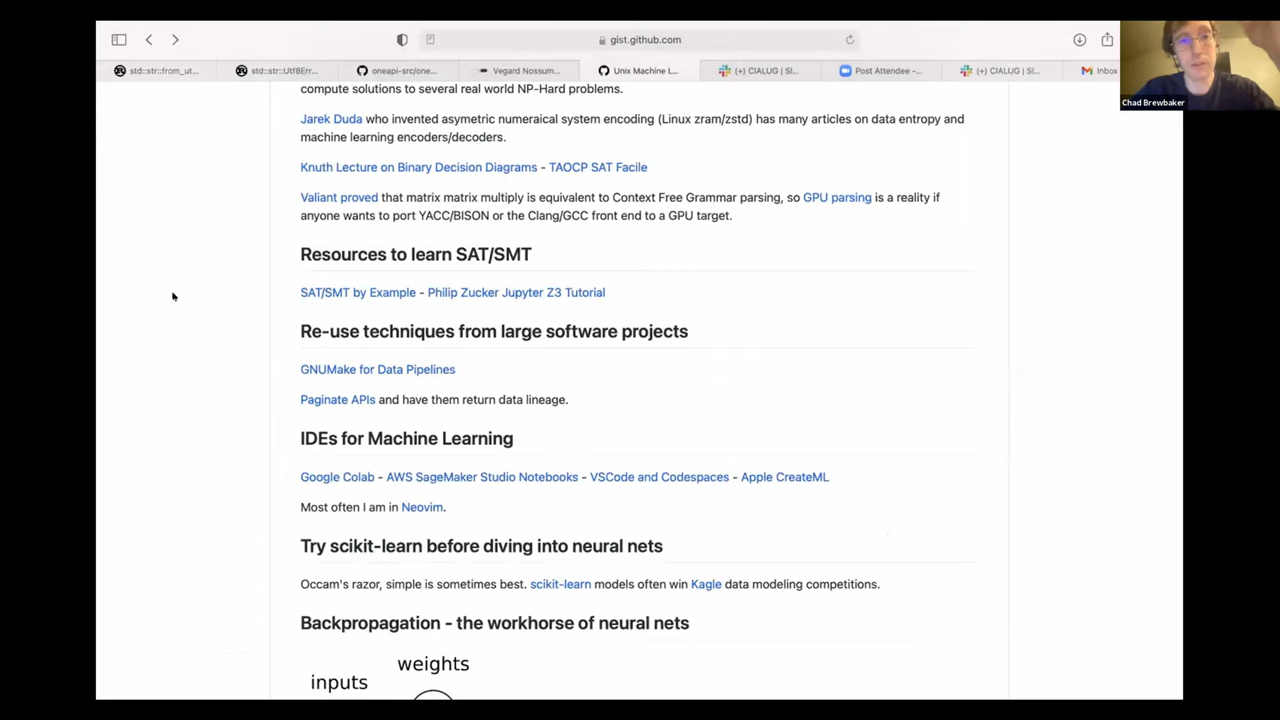 gist.github.com
std::str::from_ut...
std::str::Utf8Err...
oneapi-src/one...
Vegard Nossum...
Unix Machine L...
(+) CIALUG | Sl...
Post Attendee -...
(+) CIALUG | Sl...
Inbox
Chad Brewbaker
compute solutions to several real world NP-Hard problems.
Jarek Duda who invented asymetric numeraical system encoding (Linux zram/zstd) has many articles on data entropy and
machine learning encoders/decoders.
Knuth Lecture on Binary Decision Diagrams - TAOCP SAT Facile
Valiant proved that matrix matrix multiply is equivalent to Context Free Grammar parsing, so GPU parsing is a reality if
anyone wants to port YACC/BISON or the Clang/GCC front end to a GPU target.
Resources to learn SAT/SMT
SAT/SMT by Example - Philip Zucker Jupyter Z3 Tutorial
Re-use techniques from large software projects
GNUMake for Data Pipelines
Paginate APIs and have them return data lineage.
IDEs for Machine Learning
Google Colab - AWS SageMaker Studio Notebooks - VSCode and Codespaces - Apple CreateML
Most often I am in Neovim.
Try scikit-learn before diving into neural nets
Occam's razor, simple is sometimes best. scikit-learn models often win Kagle data modeling competitions.
Backpropagation - the workhorse of neural nets
weights
inputs